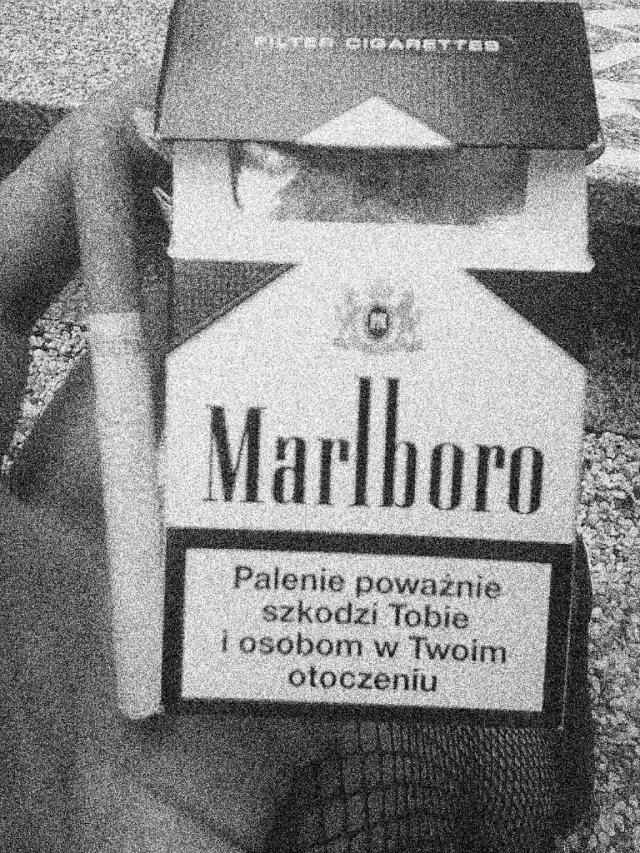 FILTER CIGARETTES
Marlboro
Palenie poważnie
szkodzi Tobie
i osobom w Twoim
otoczeniu